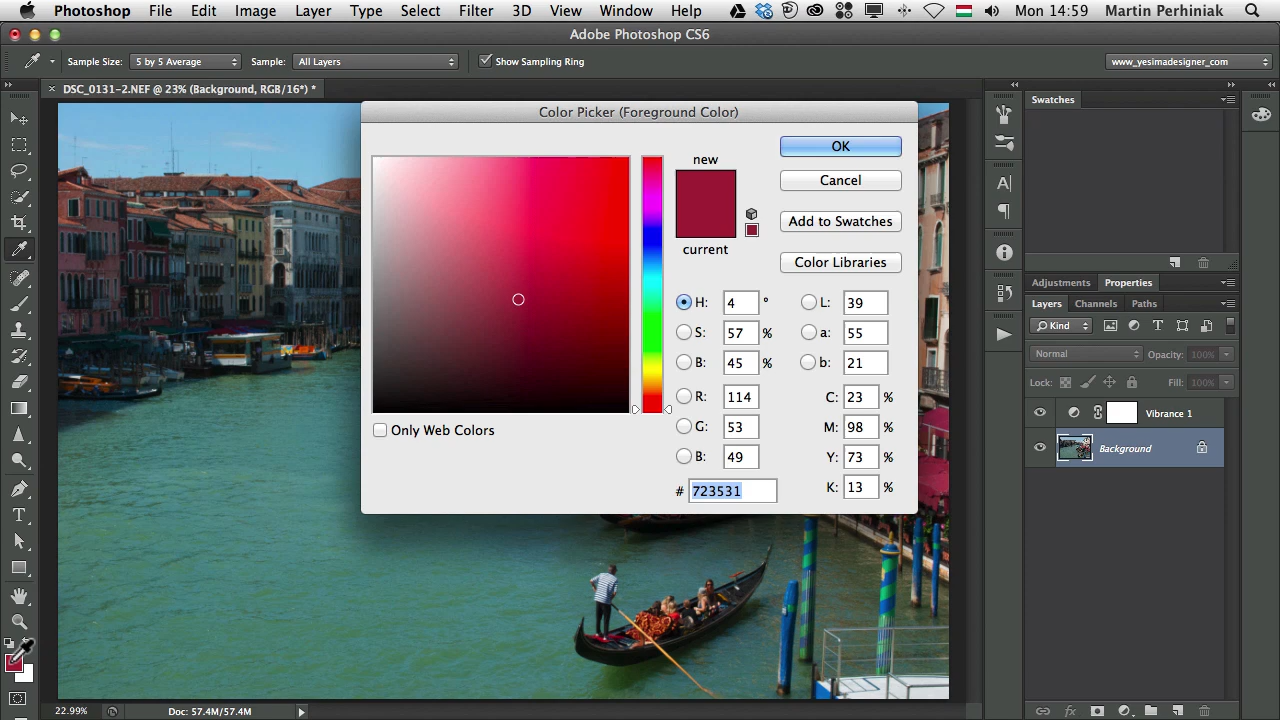 Photoshop File Edit Image Layer Type Select Filter 3D View Window Help Mon 14:59 Martin Perhiniak
Adobe Photoshop CS6
Sample Size: 5 by 5 Average Sample: All Layers Show Sampling Ring www_yesimadesigner_com
DSC_0131-2.NEF @ 23% (Background, RGB/16*) *
Color Picker (Foreground Color)
new
current
OK
Cancel
Add to Swatches
Color Libraries
H: 4 ° L: 39
S: 57 % a: 55
B: 45 % b: 21
R: 114 C: 23 %
G: 53 M: 98 %
B: 49 Y: 73 %
# 723531 K: 13 %
Only Web Colors
Swatches
Adjustments Properties
Layers Channels Paths
Kind
Normal Opacity: 100%
Lock: Fill: 100%
Vibrance 1
Background
22.99% Doc: 57.4M/57.4M